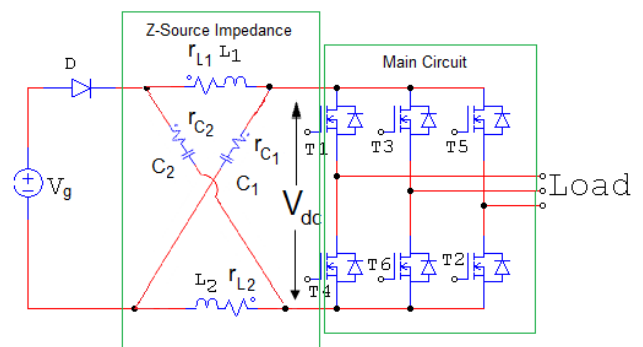 Z-Source Impedance
Main Circuit
D
rL1 L1
rC2
rC1
C2
C1
Vg
Vdc
T1
T3
T5
Load
L2 rL2
T4
T6
T2